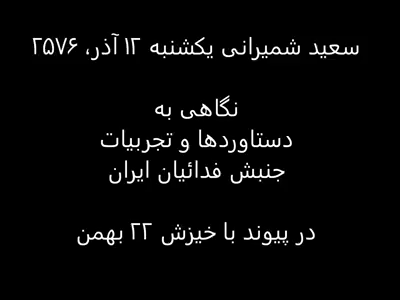 سعید شمیرانی یکشنبه ۱۲ آذر، ۲۵۷۶
نگاهی به
دستاوردها و تجربیات
جنبش فدائیان ایران
در پیوند با خیزش ۲۲ بهمن